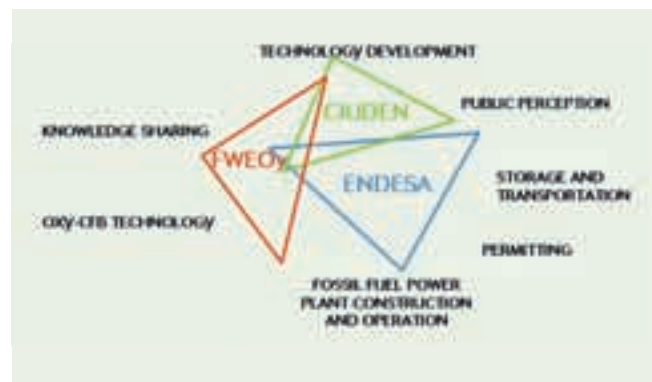 TECHNOLOGY DEVELOPMENT
CIUDEN
PUBLIC PERCEPTION
KNOWLEDGE SHARING
FWEOy
ENDESA
STORAGE AND
TRANSPORTATION
OXY-CFB TECHNOLOGY
PERMITTING
FOSSIL FUEL POWER
PLANT CONSTRUCTION
AND OPERATION